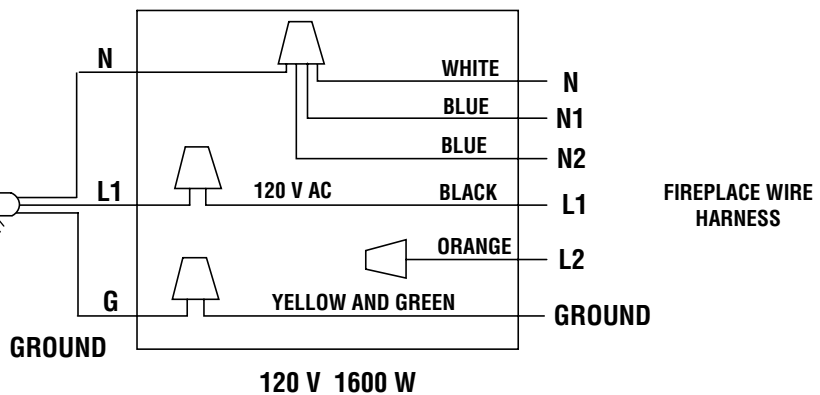 N
WHITE
N
BLUE
N1
BLUE
N2
L1
120 V AC
BLACK
L1
FIREPLACE WIRE
HARNESS
ORANGE
L2
G
YELLOW AND GREEN
GROUND
GROUND
120 V 1600 W